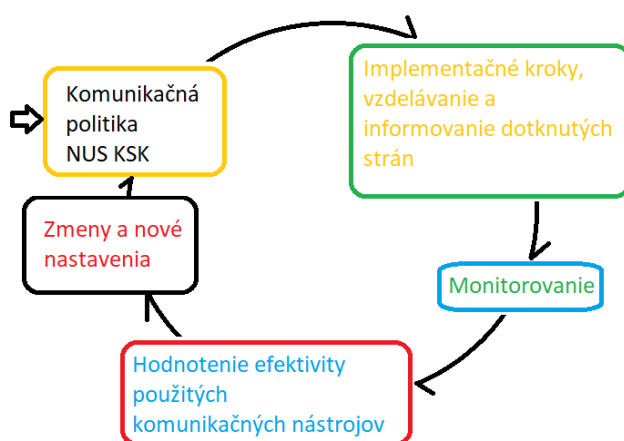 Komunikačná
politika
NUS KSK
Implementačné kroky,
vzdelávanie a
informovanie dotknutých
strán
Monitorovanie
Hodnotenie efektivity
použitých
komunikačných nástrojov
Zmeny a nové
nastavenia